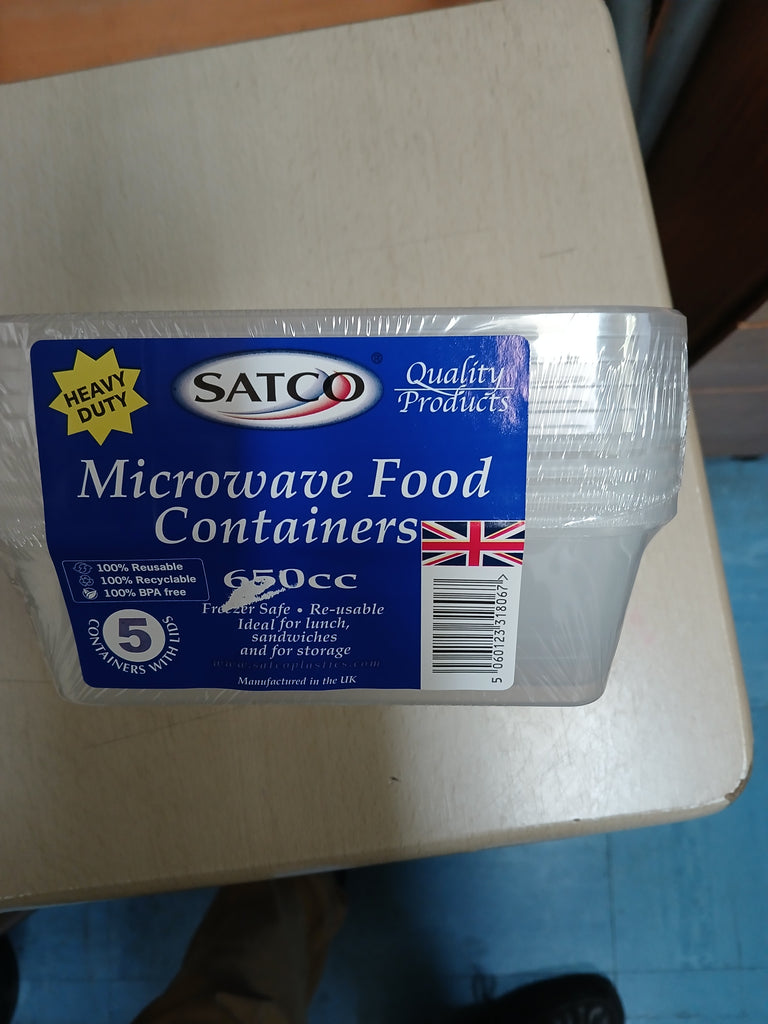 HEAVY
DUTY
SATCO®
Quality
Products
Microwave Food
Containers
100% Reusable
100% Recyclable
100% BPA free
650cc
Freezer Safe • Re-usable
Ideal for lunch,
sandwiches
and for storage
www.satcoplastics.com
Manufactured in the UK
5
CONTAINERS WITH LIDS
5 060123 318067 >